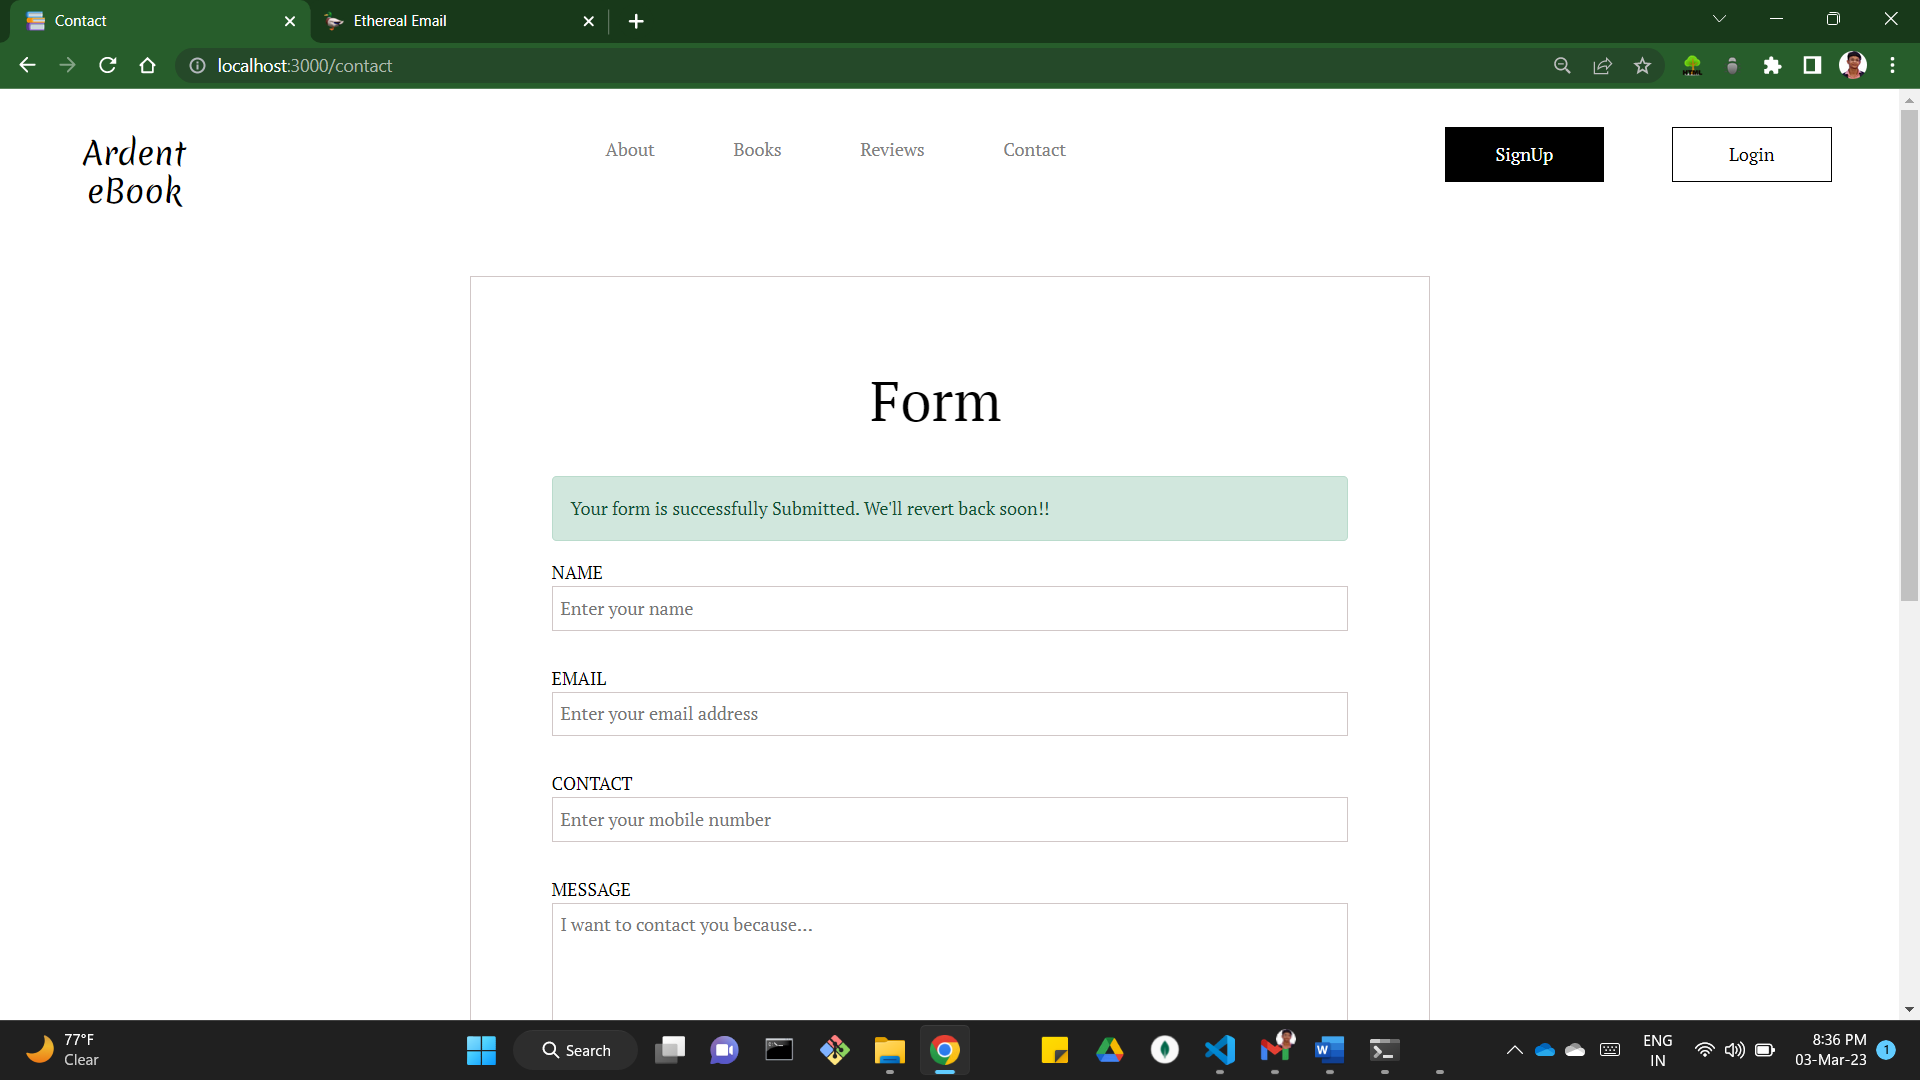 Contact
Ethereal Email
localhost:3000/contact
Ardent
eBook
About
Books
Reviews
Contact
SignUp
Login
Form
Your form is successfully Submitted. We'll revert back soon!!
NAME
Enter your name
EMAIL
Enter your email address
CONTACT
Enter your mobile number
MESSAGE
I want to contact you because...
77°F
Clear
Search
ENG
IN
8:36 PM
03-Mar-23
1